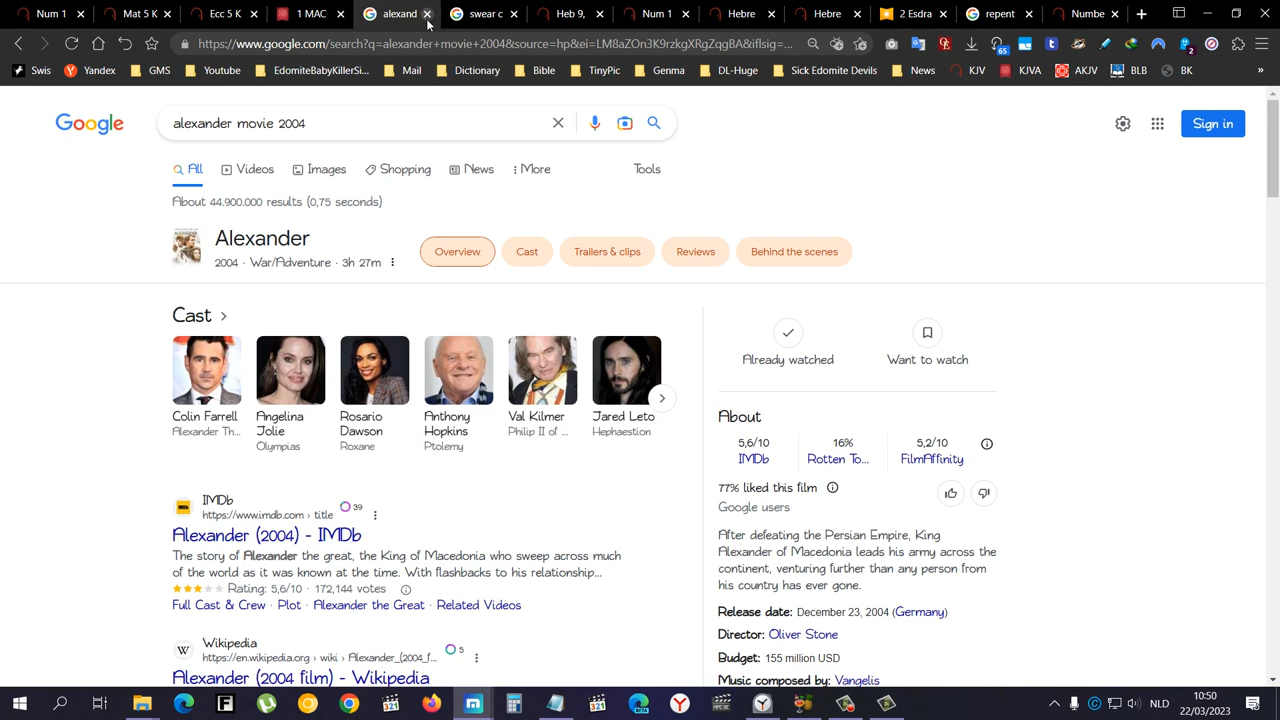 Num 5 K
Mat 5 K
Ecc 5 K
1 MAC
alexand
swear c
Heb 9,
Num 1
Hebre
Hebre
2 Esdra
repent
Numbe
https://www.google.com/search?q=alexander+movie+2004&source=np&ei=LM8aZOn3K9rzkgXRgZqgBA&iflsig=...
65
2
Swis
Yandex
GMS
Youtube
EdomiteBabyKillerSi...
Mail
Dictionary
Bible
TinyPic
Genma
DL-Huge
Sick Edomite Devils
News
KJV
KJVA
AKJV
BLB
BK
»
Google
alexander movie 2004
Sign in
All
Videos
Images
Shopping
News
More
Tools
About 44.900.000 results (0,75 seconds)
Alexander
2004 · War/Adventure · 3h 27m
Overview
Cast
Trailers & clips
Reviews
Behind the scenes
Cast
Colin Farrell
Alexander Th...
Angelina
Jolie
Olympias
Rosario
Dawson
Roxane
Anthony
Hopkins
Ptolemy
Val Kilmer
Philip II of ...
Jared Leto
Hephaestion
Already watched
Want to watch
About
5,6/10
IMDb
16%
Rotten To...
5,2/10
FilmAffinity
77% liked this film
Google users
After defeating the Persian Empire, King
Alexander of Macedonia leads his army across the
continent, venturing further than any person from
his country has ever gone.
Release date: December 23, 2004 (Germany)
Director: Oliver Stone
Budget: 155 million USD
Music composed by: Vangelis
IMDb
https://www.imdb.com › title
39
Alexander (2004) - IMDb
The story of Alexander the great, the King of Macedonia who sweep across much
of the world as it was known at the time. With flashbacks to his relationship...
Rating: 5,6/10 · 172,144 votes
Full Cast & Crew · Plot · Alexander the Great · Related Videos
Wikipedia
https://en.wikipedia.org › wiki › Alexander_(2004_f...
5
Alexander (2004 film) - Wikipedia
321
321
BETA
NLD
10:50
22/03/2023